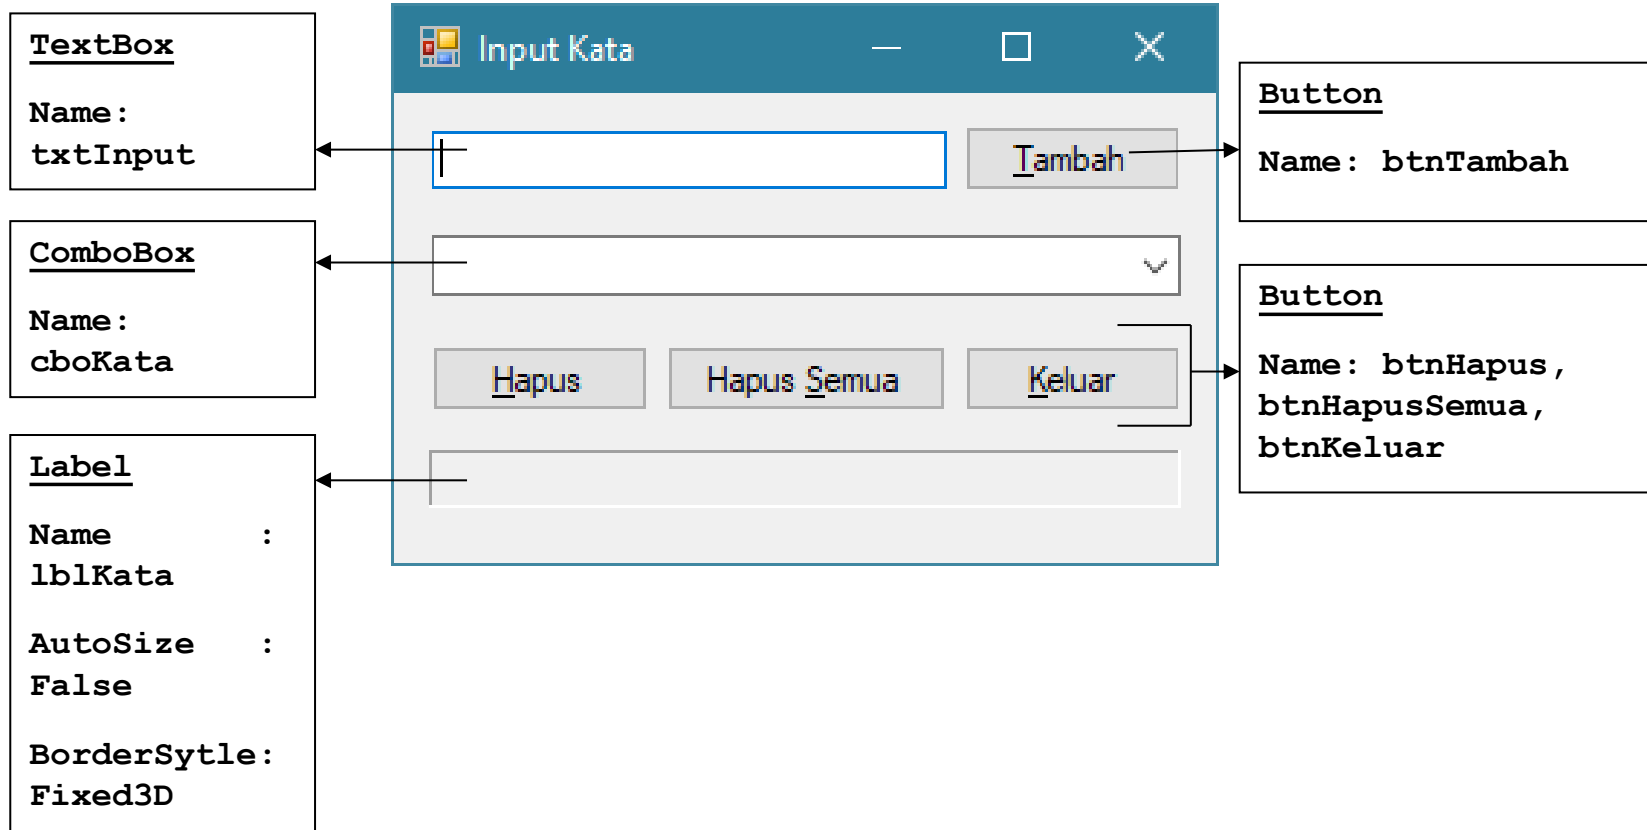 TextBox
Name:
txtInput
ComboBox
Name:
cboKata
Label
Name :
lblKata
AutoSize :
False
BorderSytle:
Fixed3D
Input Kata
Tambah
Hapus
Hapus Semua
Keluar
Button
Name: btnTambah
Button
Name: btnHapus,
btnHapusSemua,
btnKeluar